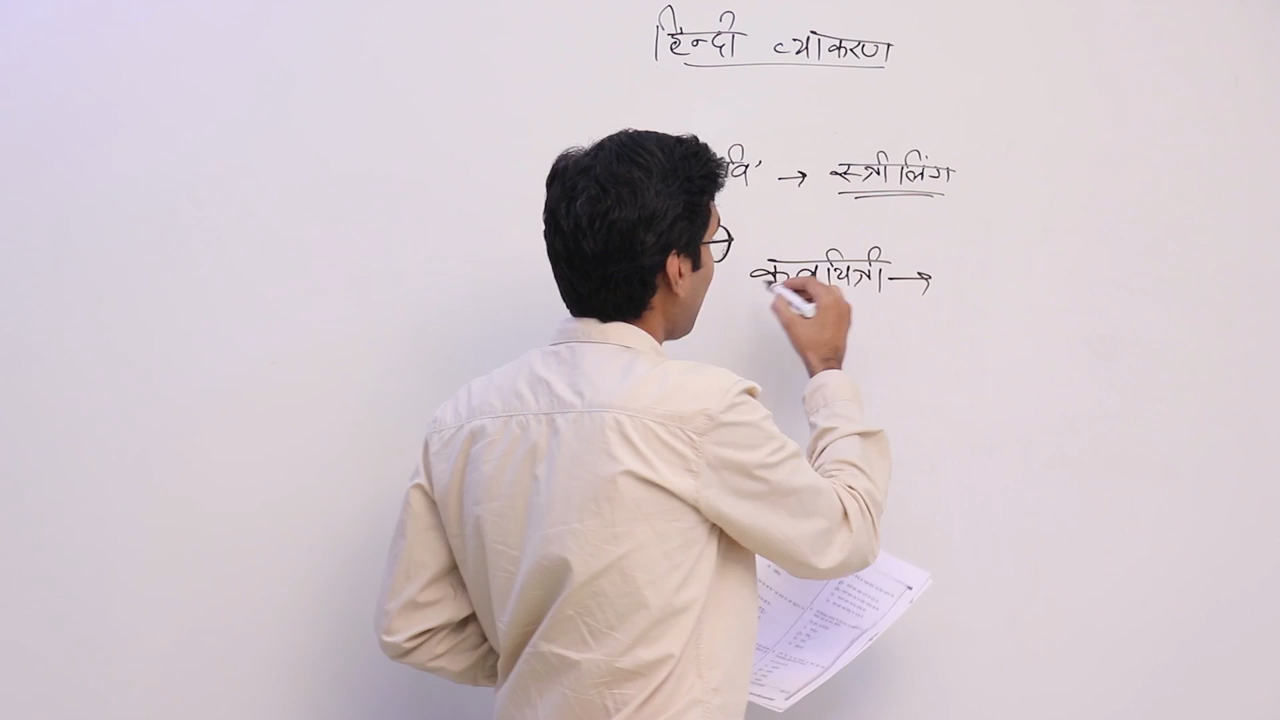 हिन्दी व्याकरण
वि' → स्त्रीलिंग
कवयित्री →